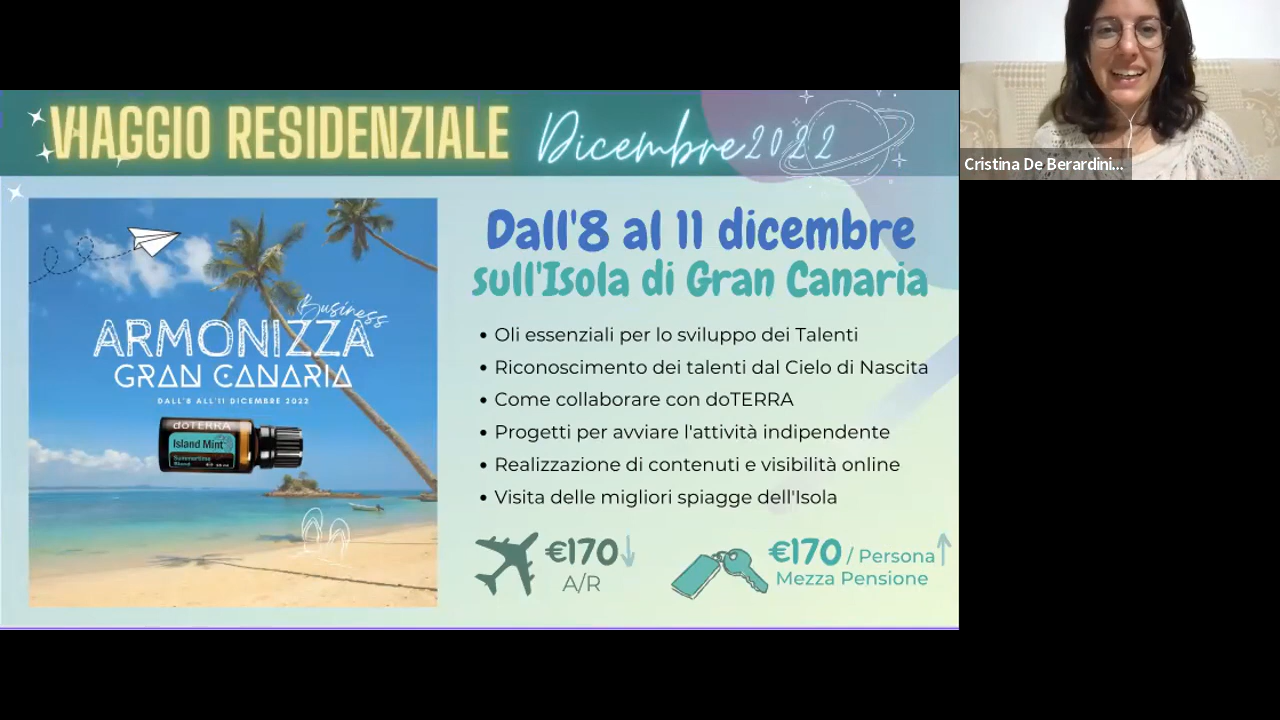 VIAGGIO RESIDENZIALE Dicembre 2022
Dall'8 al 11 dicembre
sull'Isola di Gran Canaria
Business
ARMONIZZA
GRAN CANARIA
DALL'8 ALL'11 DICEMBRE 2022
doTERRA
Island Mint
Summertime
Blend
• Oli essenziali per lo sviluppo dei Talenti
• Riconoscimento dei talenti dal Cielo di Nascita
• Come collaborare con doTERRA
• Progetti per avviare l'attività indipendente
• Realizzazione di contenuti e visibilità online
• Visita delle migliori spiagge dell'Isola
€170
A/R
€170 / Persona
Mezza Pensione
Cristina De Berardini...